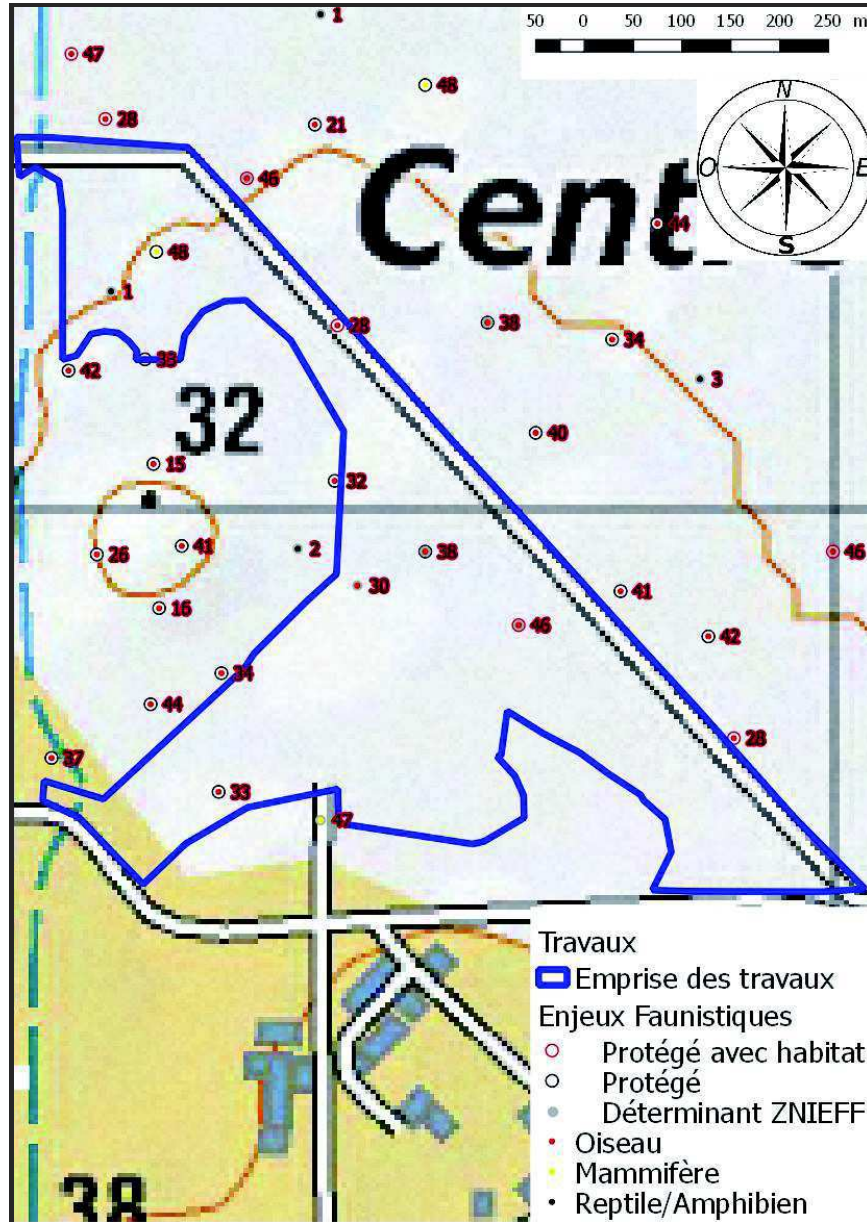 50 0 50 100 150 200 250 m
N
O E
S
1
47
48
28
21
46
Cent
44
48
1
28
38
33
34
42
3
32
40
15
32
46
41
2
38
26
30
41
16
46
42
34
44
28
37
33
47
38
Travaux
Emprise des travaux
Enjeux Faunistiques
Protégé avec habitat
Protégé
Déterminant ZNIEFF
Oiseau
Mammifère
Reptile/Amphibien